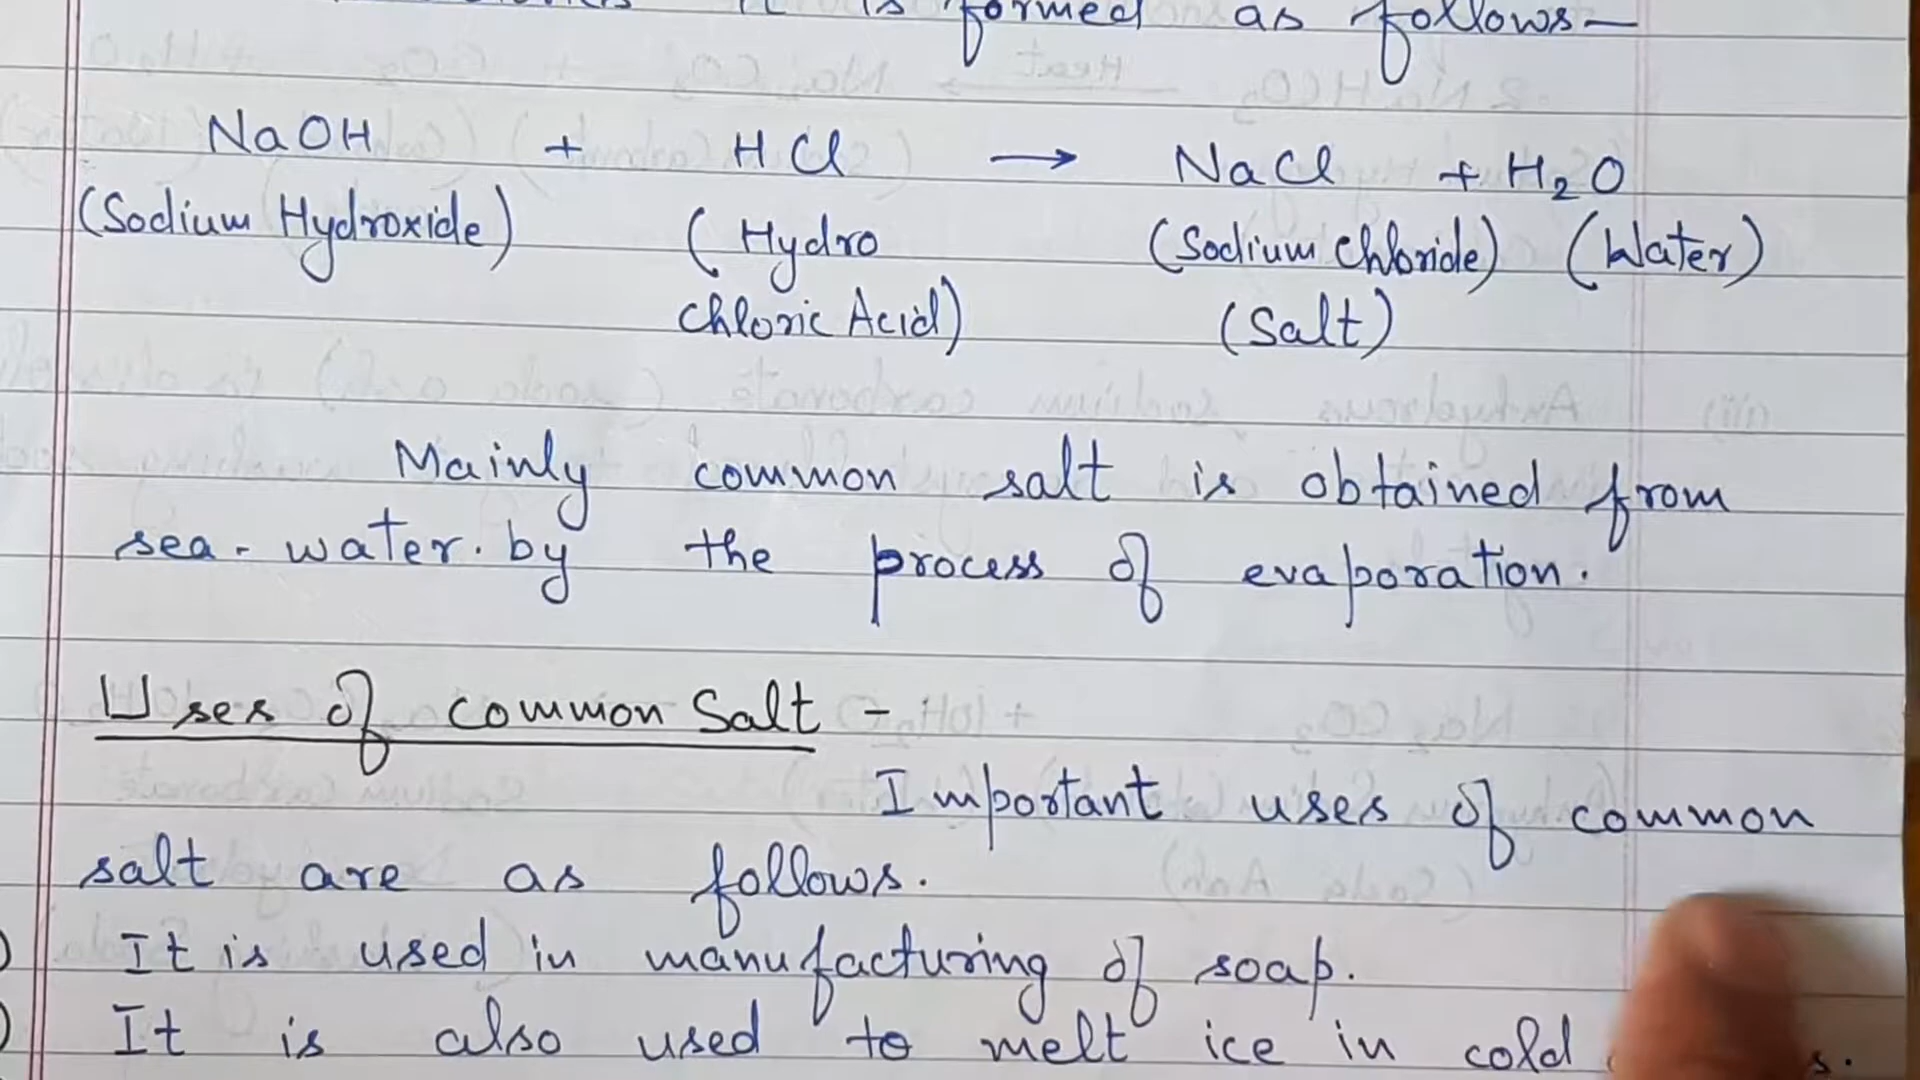 It is formed as follows—
NaOH + HCl → NaCl + H₂O
(Sodium Hydroxide) (Hydro (Sodium Chloride) (Water)
chloric Acid) (Salt)
Mainly common salt is obtained from
sea-water. by the process of evaporation.
Uses of common Salt -
Important uses of common
salt are as follows.
It is used in manufacturing of soap.
It is also used to melt ice in cold